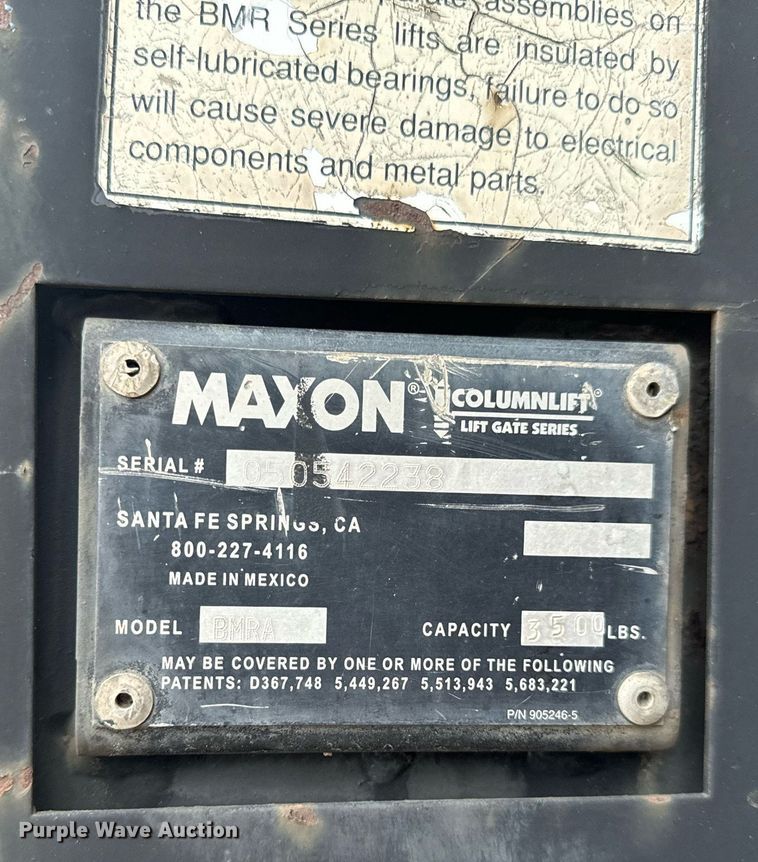 assemblies on
the BMR Series lifts are insulated by
self-lubricated bearings, failure to do so
will cause severe damage to electrical
components and metal parts.
MAXON® COLUMNLIFT®
LIFT GATE SERIES
SERIAL # 050542238
SANTA FE SPRINGS, CA
800-227-4116
MADE IN MEXICO
MODEL BMRA CAPACITY 3500 LBS.
MAY BE COVERED BY ONE OR MORE OF THE FOLLOWING
PATENTS: D367,748 5,449,267 5,513,943 5,683,221
P/N 905246-5
Purple Wave Auction